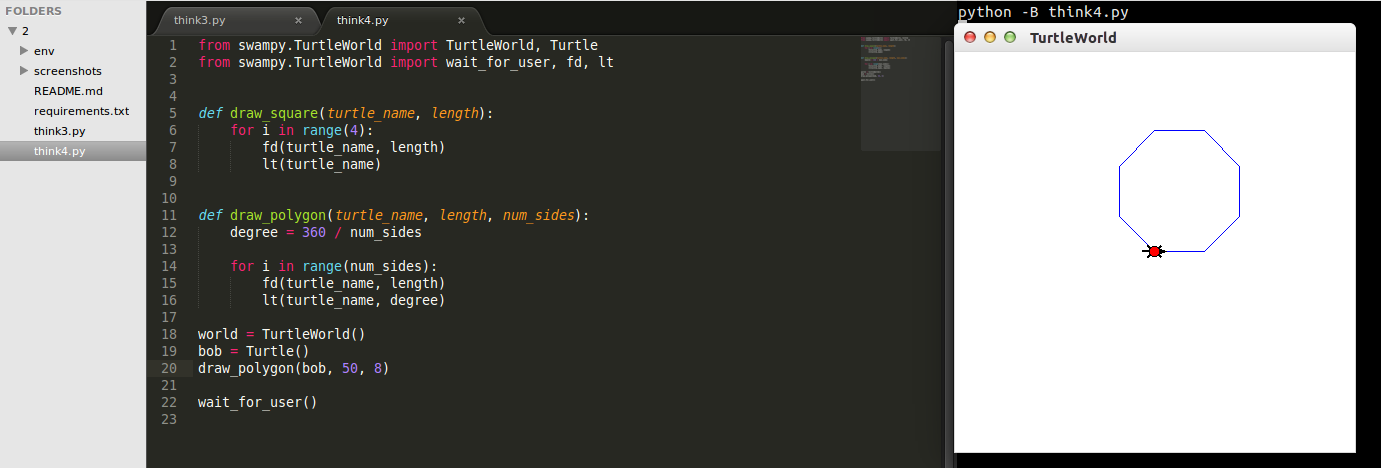 FOLDERS
2
env
screenshots
README.md
requirements.txt
think3.py
think4.py
think3.py × think4.py ×
1 from swampy.TurtleWorld import TurtleWorld, Turtle
2 from swampy.TurtleWorld import wait_for_user, fd, lt
3
4
5 def draw_square(turtle_name, length):
6     for i in range(4):
7         fd(turtle_name, length)
8         lt(turtle_name)
9
10
11 def draw_polygon(turtle_name, length, num_sides):
12     degree = 360 / num_sides
13
14     for i in range(num_sides):
15         fd(turtle_name, length)
16         lt(turtle_name, degree)
17
18 world = TurtleWorld()
19 bob = Turtle()
20 draw_polygon(bob, 50, 8)
21
22 wait_for_user()
23
python -B think4.py
TurtleWorld